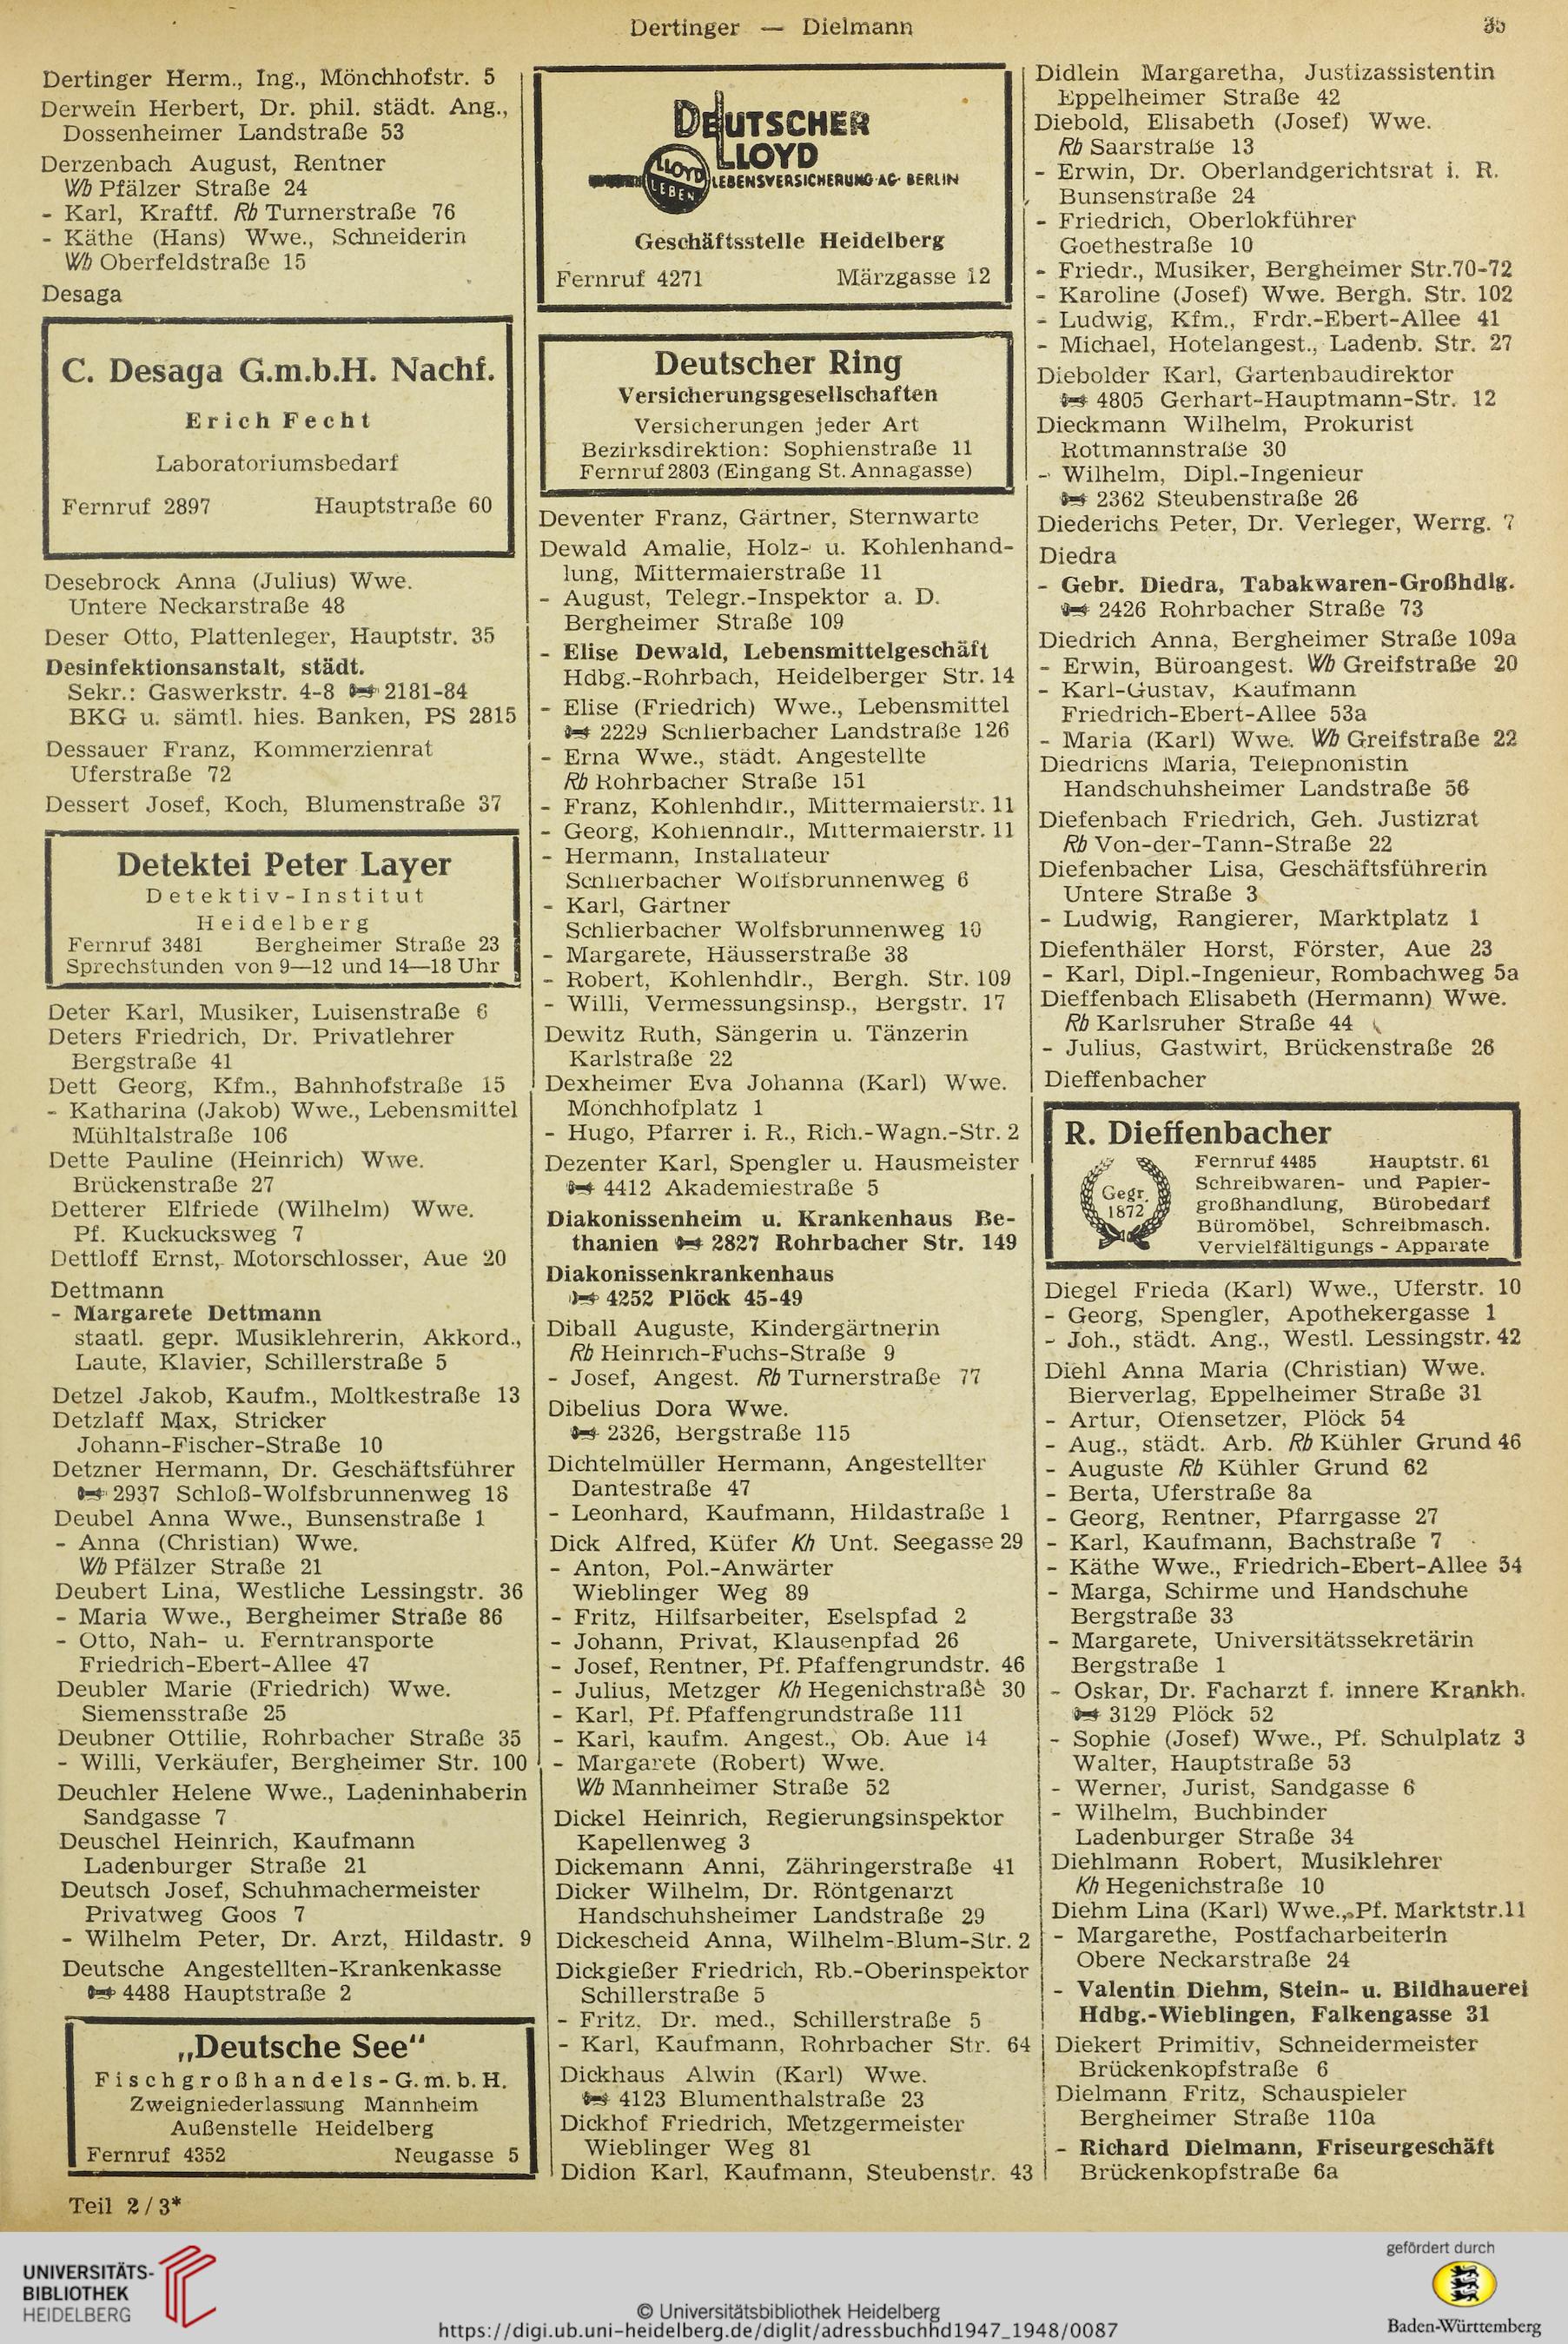 Dertinger — Dielmann
35
Dertinger Herm., Ing., Mönchhofstr. 5
Derwein Herbert, Dr. phil. städt. Ang.,
Dossenheimer Landstraße 53
Derzenbach August, Rentner
Wb Pfälzer Straße 24
- Karl, Kraftf. Rb Turnerstraße 76
- Käthe (Hans) Wwe., Schneiderin
Wb Oberfeldstraße 15
Desaga
C. Desaga G.m.b.H. Nachf.
Erich Fecht
Laboratoriumsbedarf
Fernruf 2897 Hauptstraße 60
Desebrock Anna (Julius) Wwe.
Untere Neckarstraße 48
Deser Otto, Plattenleger, Hauptstr. 35
Desinfektionsanstalt, städt.
Sekr.: Gaswerkstr. 4-8 2181-84
BKG u. sämtl. hies. Banken, PS 2815
Dessauer Franz, Kommerzienrat
Uferstraße 72
Dessert Josef, Koch, Blumenstraße 37
Detektei Peter Layer
Detektiv-Institut
Heidelberg
Fernruf 3481 Bergheimer Straße 23
Sprechstunden von 9—12 und 14—18 Uhr
Deter Karl, Musiker, Luisenstraße 6
Deters Friedrich, Dr. Privatlehrer
Bergstraße 41
Dett Georg, Kfm., Bahnhofstraße 15
- Katharina (Jakob) Wwe., Lebensmittel
Mühltalstraße 106
Dette Pauline (Heinrich) Wwe.
Brückenstraße 27
Detterer Elfriede (Wilhelm) Wwe.
Pf. Kuckucksweg 7
Dettloff Ernst, Motorschlosser, Aue 20
Dettmann
- Margarete Dettmann
staatl. gepr. Musiklehrerin, Akkord.,
Laute, Klavier, Schillerstraße 5
Detzel Jakob, Kaufm., Moltkestraße 13
Detzlaff Max, Stricker
Johann-Fischer-Straße 10
Detzner Hermann, Dr. Geschäftsführer
2937 Schloß-Wolfsbrunnenweg 18
Deubel Anna Wwe., Bunsenstraße 1
- Anna (Christian) Wwe.
Wb Pfälzer Straße 21
Deubert Lina, Westliche Lessingstr. 36
- Maria Wwe., Bergheimer Straße 86
- Otto, Nah- u. Ferntransporte
Friedrich-Ebert-Allee 47
Deubler Marie (Friedrich) Wwe.
Siemensstraße 25
Deubner Ottilie, Rohrbacher Straße 35
- Willi, Verkäufer, Bergheimer Str. 100
Deuchler Helene Wwe., Ladeninhaberin
Sandgasse 7
Deuschel Heinrich, Kaufmann
Ladenburger Straße 21
Deutsch Josef, Schuhmachermeister
Privatweg Goos 7
- Wilhelm Peter, Dr. Arzt, Hildastr. 9
Deutsche Angestellten-Krankenkasse
4488 Hauptstraße 2
„Deutsche See“
Fischgroßhandels-G.m.b.H.
Zweigniederlassung Mannheim
Außenstelle Heidelberg
Fernruf 4352 Neugasse 5
Teil 2/3*
DEUTSCHER
LLOYD
LLOYD
LEBEN
LEBENSVERSICHERUNG·AG· BERLIN
Geschäftsstelle Heidelberg
Fernruf 4271 Märzgasse 12
Deutscher Ring
Versicherungsgesellschaften
Versicherungen jeder Art
Bezirksdirektion: Sophienstraße 11
Fernruf 2803 (Eingang St. Annagasse)
Deventer Franz, Gärtner, Sternwarte
Dewald Amalie, Holz- u. Kohlenhand-
lung, Mittermaierstraße 11
- August, Telegr.-Inspektor a. D.
Bergheimer Straße 109
- Elise Dewald, Lebensmittelgeschäft
Hdbg.-Rohrbach, Heidelberger Str. 14
- Elise (Friedrich) Wwe., Lebensmittel
2229 Schlierbacher Landstraße 126
- Erna Wwe., städt. Angestellte
Rb Rohrbacher Straße 151
- Franz, Kohlenhdlr., Mittermaierstr. 11
- Georg, Kohlenhdlr., Mittermaierstr. 11
- Hermann, Installateur
Schlierbacher Wolfsbrunnenweg 6
- Karl, Gärtner
Schlierbacher Wolfsbrunnenweg 10
- Margarete, Häusserstraße 38
- Robert, Kohlenhdlr., Bergh. Str. 109
- Willi, Vermessungsinsp., Bergstr. 17
Dewitz Ruth, Sängerin u. Tänzerin
Karlstraße 22
Dexheimer Eva Johanna (Karl) Wwe.
Mönchhofplatz 1
- Hugo, Pfarrer i. R., Rich.-Wagn.-Str. 2
Dezenter Karl, Spengler u. Hausmeister
4412 Akademiestraße 5
Diakonissenheim u. Krankenhaus Be-
thanien 2827 Rohrbacher Str. 149
Diakonissenkrankenhaus
4252 Plöck 45-49
Diball Auguste, Kindergärtnerin
Rb Heinrich-Fuchs-Straße 9
- Josef, Angest. Rb Turnerstraße 77
Dibelius Dora Wwe.
2326, Bergstraße 115
Dichtelmüller Hermann, Angestellter
Dantestraße 47
- Leonhard, Kaufmann, Hildastraße 1
Dick Alfred, Küfer Kh Unt. Seegasse 29
- Anton, Pol.-Anwärter
Wieblinger Weg 89
- Fritz, Hilfsarbeiter, Eselspfad 2
- Johann, Privat, Klausenpfad 26
- Josef, Rentner, Pf. Pfaffengrundstr. 46
- Julius, Metzger Kh Hegenichstraße 30
- Karl, Pf. Pfaffengrundstraße 111
- Karl, kaufm. Angest., Ob. Aue 14
- Margarete (Robert) Wwe.
Wb Mannheimer Straße 52
Dickel Heinrich, Regierungsinspektor
Kapellenweg 3
Dickemann Anni, Zähringerstraße 41
Dicker Wilhelm, Dr. Röntgenarzt
Handschuhsheimer Landstraße 29
Dickescheid Anna, Wilhelm-Blum-Str. 2
Dickgießer Friedrich, Rb.-Oberinspektor
Schillerstraße 5
- Fritz, Dr. med., Schillerstraße 5
- Karl, Kaufmann, Rohrbacher Str. 64
Dickhaus Alwin (Karl) Wwe.
4123 Blumenthalstraße 23
Dickhof Friedrich, Metzgermeister
Wieblinger Weg 81
Didion Karl, Kaufmann, Steubenstr. 43
Didlein Margaretha, Justizassistentin
Eppelheimer Straße 42
Diebold, Elisabeth (Josef) Wwe.
Rb Saarstraße 13
- Erwin, Dr. Oberlandgerichtsrat i. R.
Bunsenstraße 24
- Friedrich, Oberlokführer
Goethestraße 10
- Friedr., Musiker, Bergheimer Str.70-72
- Karoline (Josef) Wwe. Bergh. Str. 102
- Ludwig, Kfm., Frdr.-Ebert-Allee 41
- Michael, Hotelangest., Ladenb. Str. 27
Diebolder Karl, Gartenbaudirektor
4805 Gerhart-Hauptmann-Str. 12
Dieckmann Wilhelm, Prokurist
Rottmannstraße 30
- Wilhelm, Dipl.-Ingenieur
2362 Steubenstraße 26
Diederichs Peter, Dr. Verleger, Werrg. 7
Diedra
- Gebr. Diedra, Tabakwaren-Großhdlg.
2426 Rohrbacher Straße 73
Diedrich Anna, Bergheimer Straße 109a
- Erwin, Büroangest. Wb Greifstraße 20
- Karl-Gustav, Kaufmann
Friedrich-Ebert-Allee 53a
- Maria (Karl) Wwe. Wb Greifstraße 22
Diedrichs Maria, Telephonistin
Handschuhsheimer Landstraße 56
Diefenbach Friedrich, Geh. Justizrat
Rb Von-der-Tann-Straße 22
Diefenbacher Lisa, Geschäftsführerin
Untere Straße 3
- Ludwig, Rangierer, Marktplatz 1
Diefenthäler Horst, Förster, Aue 23
- Karl, Dipl.-Ingenieur, Rombachweg 5a
Dieffenbach Elisabeth (Hermann) Wwe.
Rb Karlsruher Straße 44
- Julius, Gastwirt, Brückenstraße 26
Dieffenbacher
R. Dieffenbacher
Gegr.
1872
Fernruf 4485 Hauptstr. 61
Schreibwaren- und Papier-
großhandlung, Bürobedarf
Büromöbel, Schreibmasch.
Vervielfältigungs - Apparate
Diegel Frieda (Karl) Wwe., Uferstr. 10
- Georg, Spengler, Apothekergasse 1
- Joh., städt. Ang., Westl. Lessingstr. 42
Diehl Anna Maria (Christian) Wwe.
Bierverlag, Eppelheimer Straße 31
- Artur, Ofensetzer, Plöck 54
- Aug., städt. Arb. Rb Kühler Grund 46
- Auguste Rb Kühler Grund 62
- Berta, Uferstraße 8a
- Georg, Rentner, Pfarrgasse 27
- Karl, Kaufmann, Bachstraße 7
- Käthe Wwe., Friedrich-Ebert-Allee 54
- Marga, Schirme und Handschuhe
Bergstraße 33
- Margarete, Universitätssekretärin
Bergstraße 1
- Oskar, Dr. Facharzt f. innere Krankh.
3129 Plöck 52
- Sophie (Josef) Wwe., Pf. Schulplatz 3
Walter, Hauptstraße 53
- Werner, Jurist, Sandgasse 6
- Wilhelm, Buchbinder
Ladenburger Straße 34
Diehlmann Robert, Musiklehrer
Kh Hegenichstraße 10
Diehm Lina (Karl) Wwe., Pf. Marktstr.11
- Margarethe, Postfacharbeiterin
Obere Neckarstraße 24
- Valentin Diehm, Stein- u. Bildhauerei
Hdbg.-Wieblingen, Falkengasse 31
Diekert Primitiv, Schneidermeister
Brückenkopfstraße 6
Dielmann Fritz, Schauspieler
Bergheimer Straße 110a
- Richard Dielmann, Friseurgeschäft
Brückenkopfstraße 6a
UNIVERSITÄTS-
BIBLIOTHEK
HEIDELBERG
© Universitätsbibliothek Heidelberg
https://digi.ub.uni-heidelberg.de/diglit/adressbuchhd1947_1948/0087
gefördert durch
Baden-Württemberg